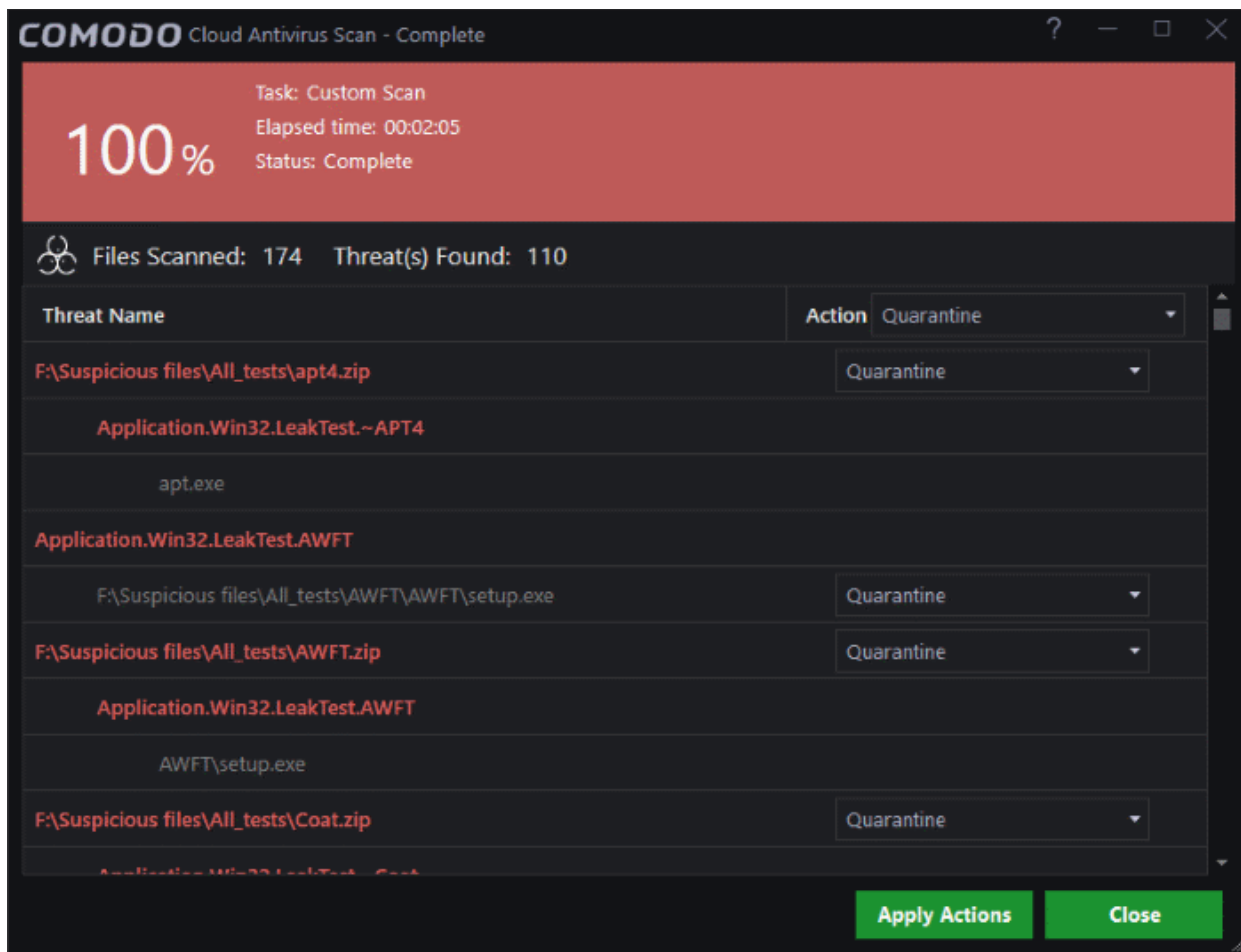 COMODO Cloud Antivirus Scan - Complete ?
100% 
Task: Custom Scan
Elapsed time: 00:02:05
Status: Complete
Files Scanned: 174 Threat(s) Found: 110
Threat Name Action Quarantine
F:\Suspicious files\All_tests\apt4.zip Quarantine
Application.Win32.LeakTest.~APT4
apt.exe
Application.Win32.LeakTest.AWFT
F:\Suspicious files\All_tests\AWFT\AWFT\setup.exe Quarantine
F:\Suspicious files\All_tests\AWFT.zip Quarantine
Application.Win32.LeakTest.AWFT
AWFT\setup.exe
F:\Suspicious files\All_tests\Coat.zip Quarantine
Apply Actions Close